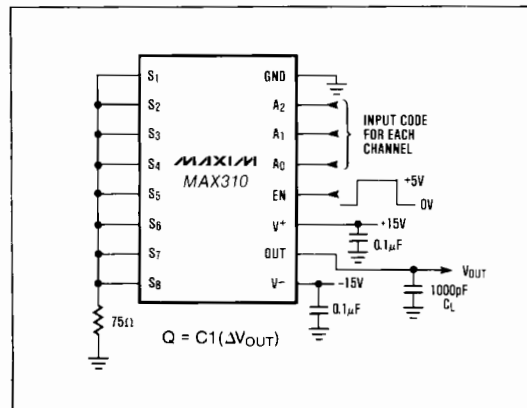 S1
S2
S3
S4
S5
S6
S7
S8
75Ω
MAXIM
MAX310
GND
A2
A1
A0
EN
V+
OUT
V−
INPUT CODE
FOR EACH
CHANNEL
+5V
0V
+15V
0.1μF
VOUT
1000pF
CL
−15V
0.1μF
Q = C1(ΔVOUT)